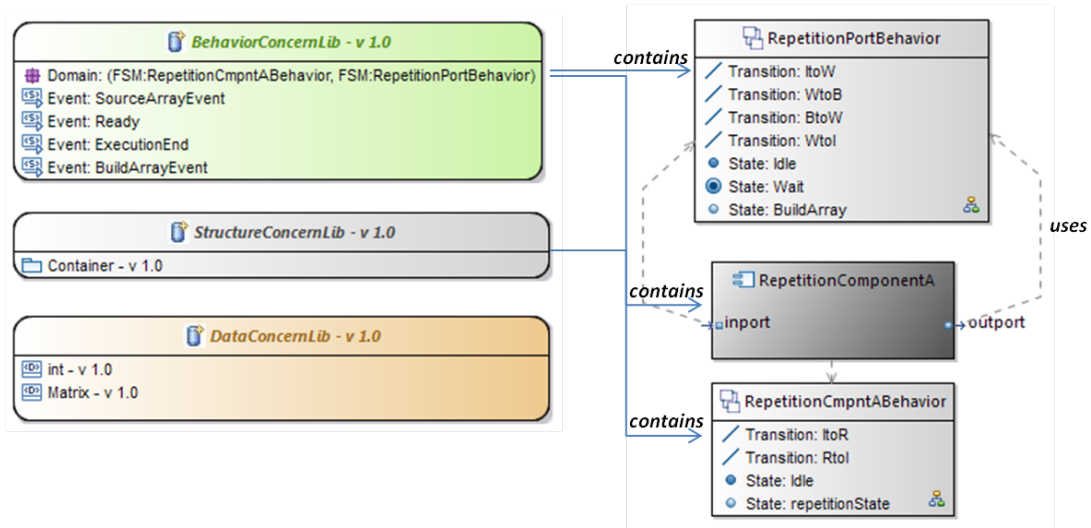 BehaviorConcernLib - v 1.0
Domain: (FSM:RepetitionCmpntABehavior, FSM:RepetitionPortBehavior)
Event: SourceArrayEvent
Event: Ready
Event: ExecutionEnd
Event: BuildArrayEvent
StructureConcernLib - v 1.0
Container - v 1.0
DataConcernLib - v 1.0
int - v 1.0
Matrix - v 1.0
contains
RepetitionPortBehavior
Transition: ItoW
Transition: WtoB
Transition: BtoW
Transition: WtoI
State: Idle
State: Wait
State: BuildArray
uses
contains
RepetitionComponentA
inport
outport
contains
RepetitionCmpntABehavior
Transition: ItoR
Transition: RtoI
State: Idle
State: repetitionState